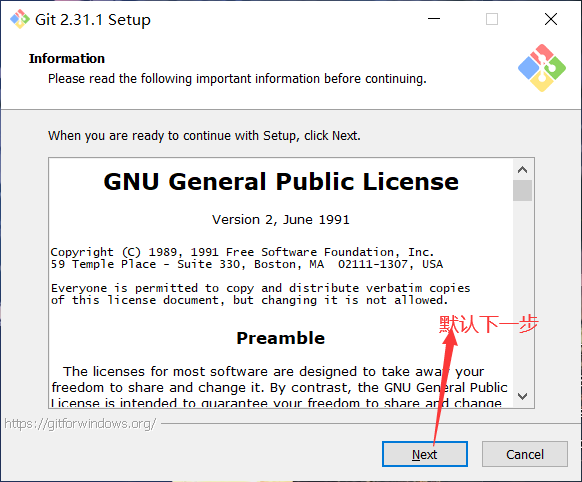 Git 2.31.1 Setup
Information
Please read the following important information before continuing.
When you are ready to continue with Setup, click Next.
GNU General Public License
Version 2, June 1991
Copyright (C) 1989, 1991 Free Software Foundation, Inc.
59 Temple Place - Suite 330, Boston, MA  02111-1307, USA
Everyone is permitted to copy and distribute verbatim copies
of this license document, but changing it is not allowed.
默认下一步
Preamble
The licenses for most software are designed to take away your
freedom to share and change it. By contrast, the GNU General Public
License is intended to guarantee your freedom to share and change
https://gitforwindows.org/
Next
Cancel